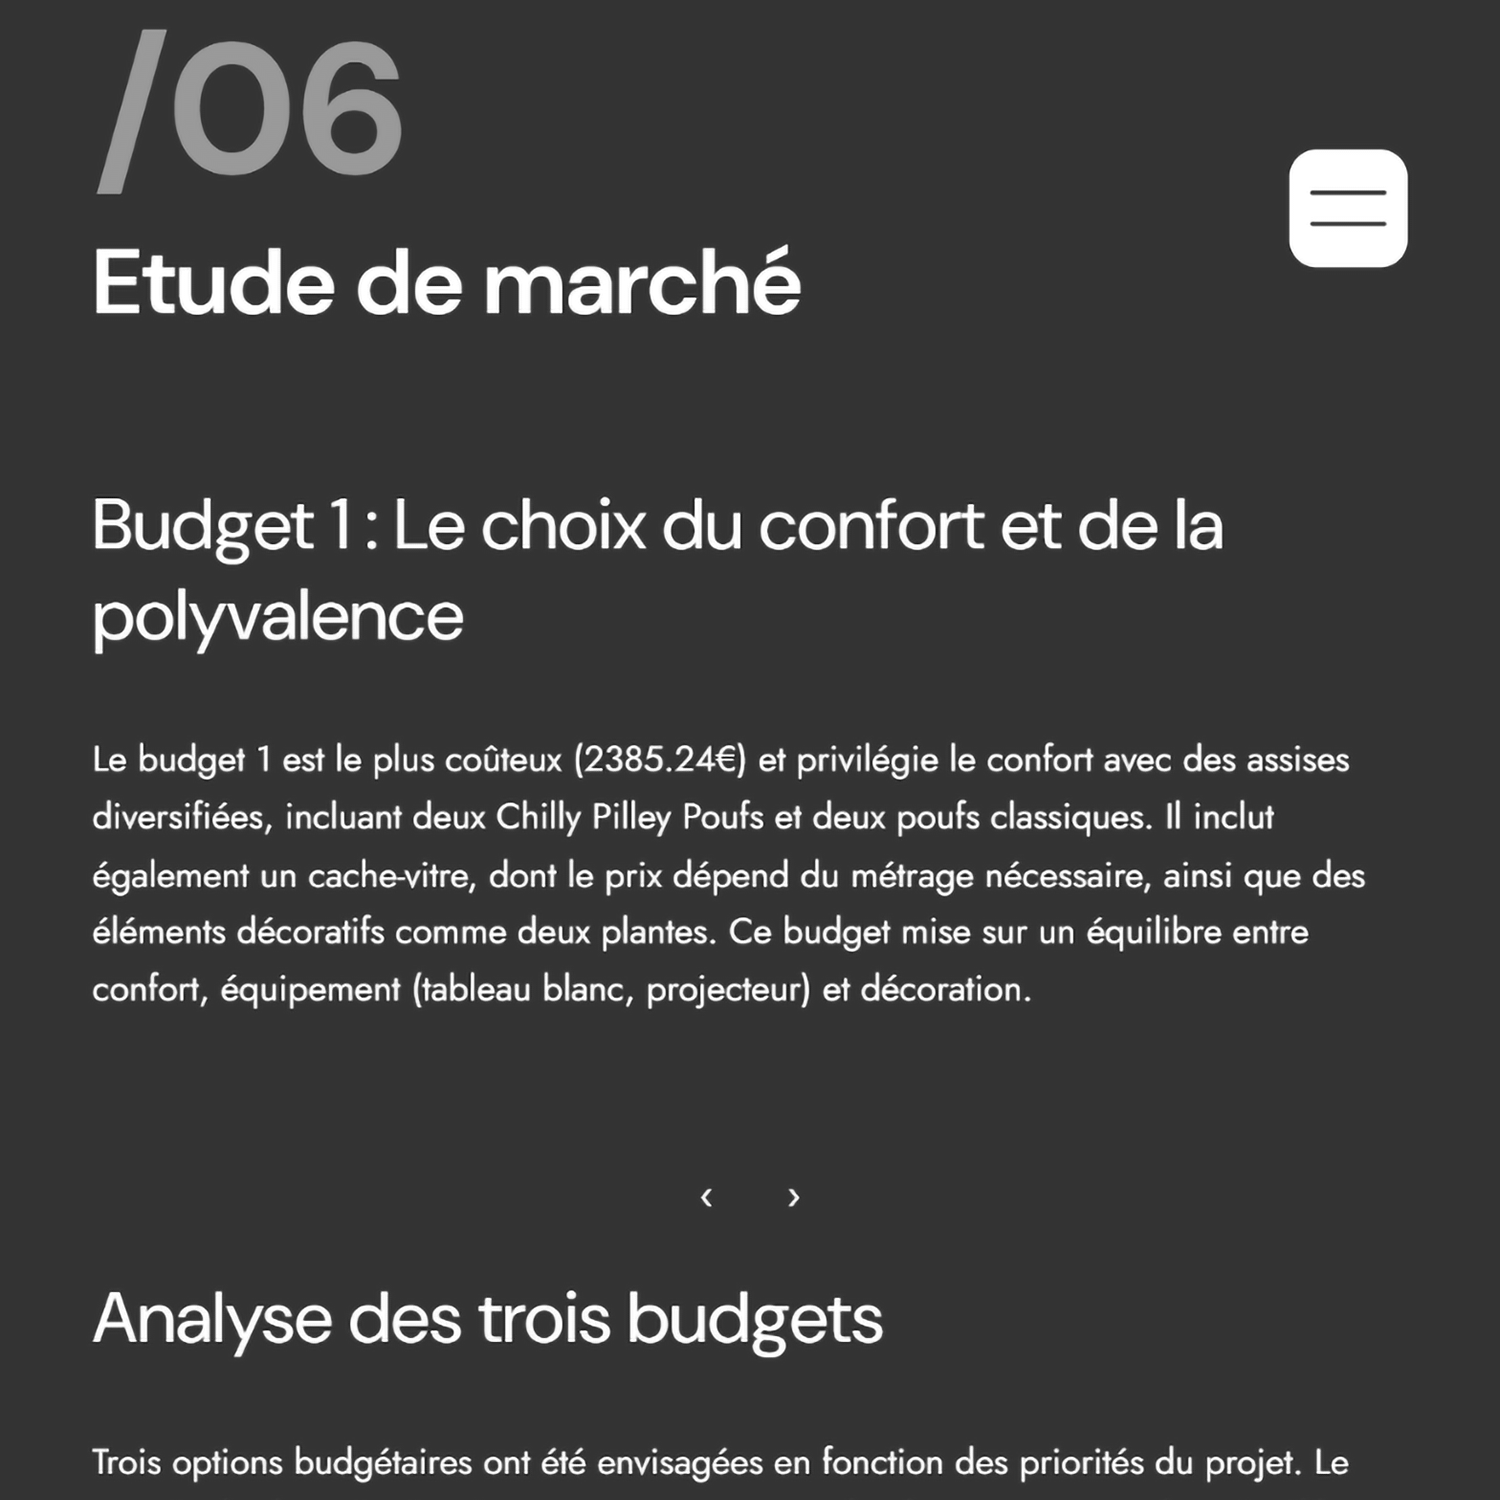 /06
Etude de marché
Budget 1 : Le choix du confort et de la
polyvalence
Le budget 1 est le plus coûteux (2385.24€) et privilégie le confort avec des assises
diversifiées, incluant deux Chilly Pilley Poufs et deux poufs classiques. Il inclut
également un cache-vitre, dont le prix dépend du métrage nécessaire, ainsi que des
éléments décoratifs comme deux plantes. Ce budget mise sur un équilibre entre
confort, équipement (tableau blanc, projecteur) et décoration.
‹ ›
Analyse des trois budgets
Trois options budgétaires ont été envisagées en fonction des priorités du projet. Le